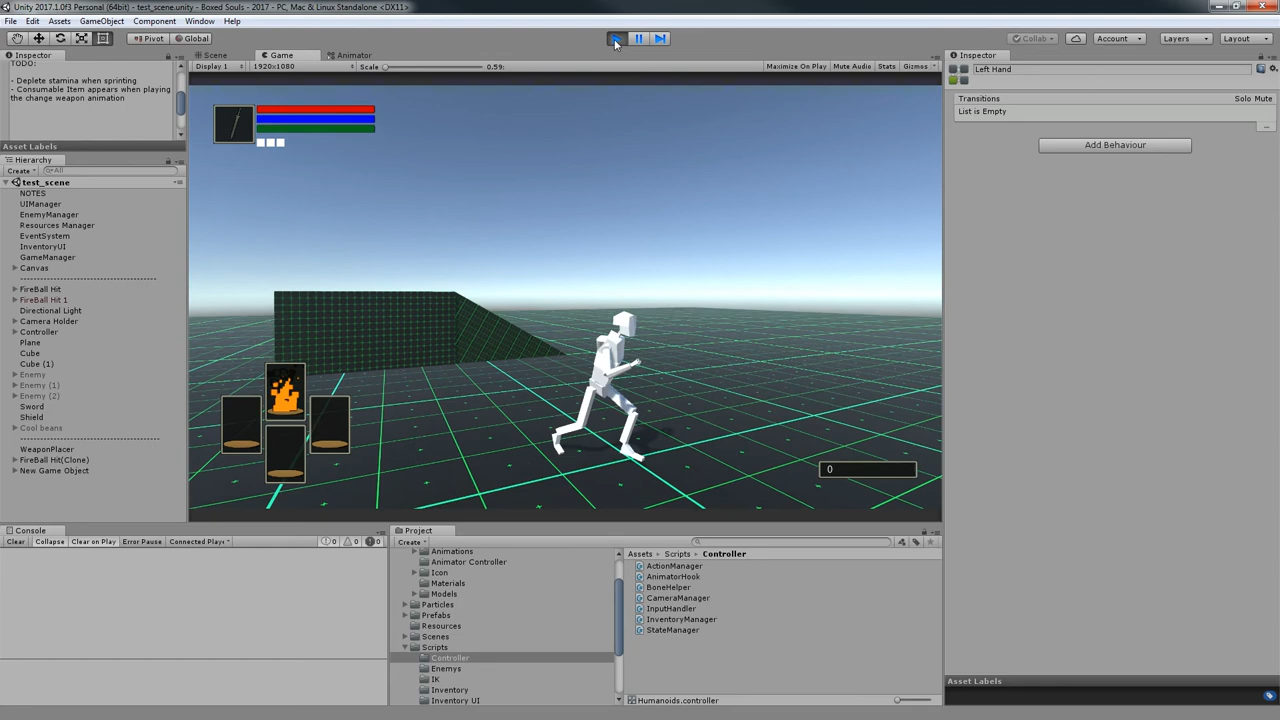 Unity 2017.1.0f3 Personal (64bit) - test_scene.unity - Boxed Souls - 2017 - PC, Mac & Linux Standalone <DX11>
File Edit Assets GameObject Component Window Help
Pivot Global Collab Account Layers Layout
Inspector
TODO:
- Deplete stamina when sprinting
- Consumable Item appears when playing
the change weapon animation
Asset Labels
Hierarchy
Create All
test_scene
NOTES
UIManager
EnemyManager
Resources Manager
EventSystem
InventoryUI
GameManager
Canvas
FireBall Hit
FireBall Hit 1
Directional Light
Camera Holder
Controller
Plane
Cube
Cube (1)
Enemy
Enemy (1)
Enemy (2)
Sword
Shield
Cool beans
WeaponPlacer
FireBall Hit(Clone)
New Game Object
Scene Game Animator
Display 1 1920x1080 Scale 0.59: Maximize On Play Mute Audio Stats Gizmos
0
Inspector
Left Hand
Transitions Solo Mute
List is Empty
Add Behaviour
Asset Labels
Console
Clear Collapse Clear on Play Error Pause Connected Player 0 0 0
Project
Create
Animations
Animator Controller
Icon
Materials
Models
Particles
Prefabs
Resources
Scenes
Scripts
Controller
Enemys
IK
Inventory
Inventory UI
Assets Scripts Controller
ActionManager
AnimatorHook
BoneHelper
CameraManager
InputHandler
InventoryManager
StateManager
Humanoids.controller